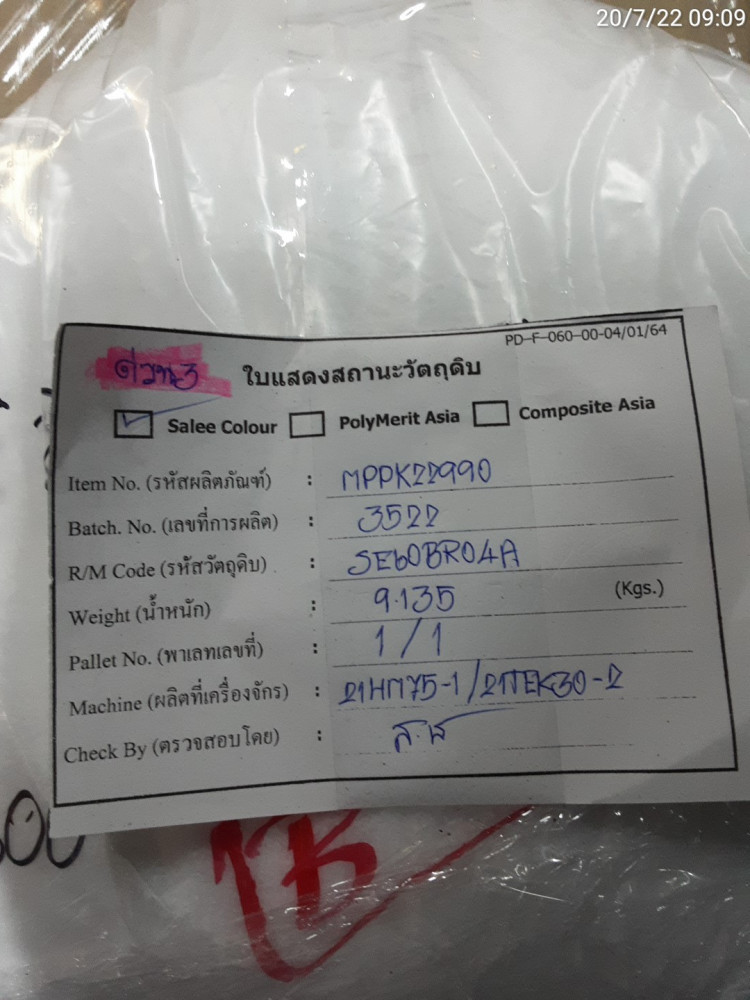 20/7/22 09:09
PD-F-060-00-04/01/64
ด่วน3
ใบแสดงสถานะวัตถุดิบ
Salee Colour PolyMerit Asia Composite Asia
Item No. (รหัสผลิตภัณฑ์) : MPPK22990
Batch. No. (เลขที่การผลิต) : 3522
R/M Code (รหัสวัตถุดิบ) : SE60BR04A
Weight (น้ำหนัก) : 9.135 (Kgs.)
Pallet No. (พาเลทเลขที่) : 1/1
Machine (ผลิตที่เครื่องจักร) : 21HM75-1/21TEK30-2
Check By (ตรวจสอบโดย) :